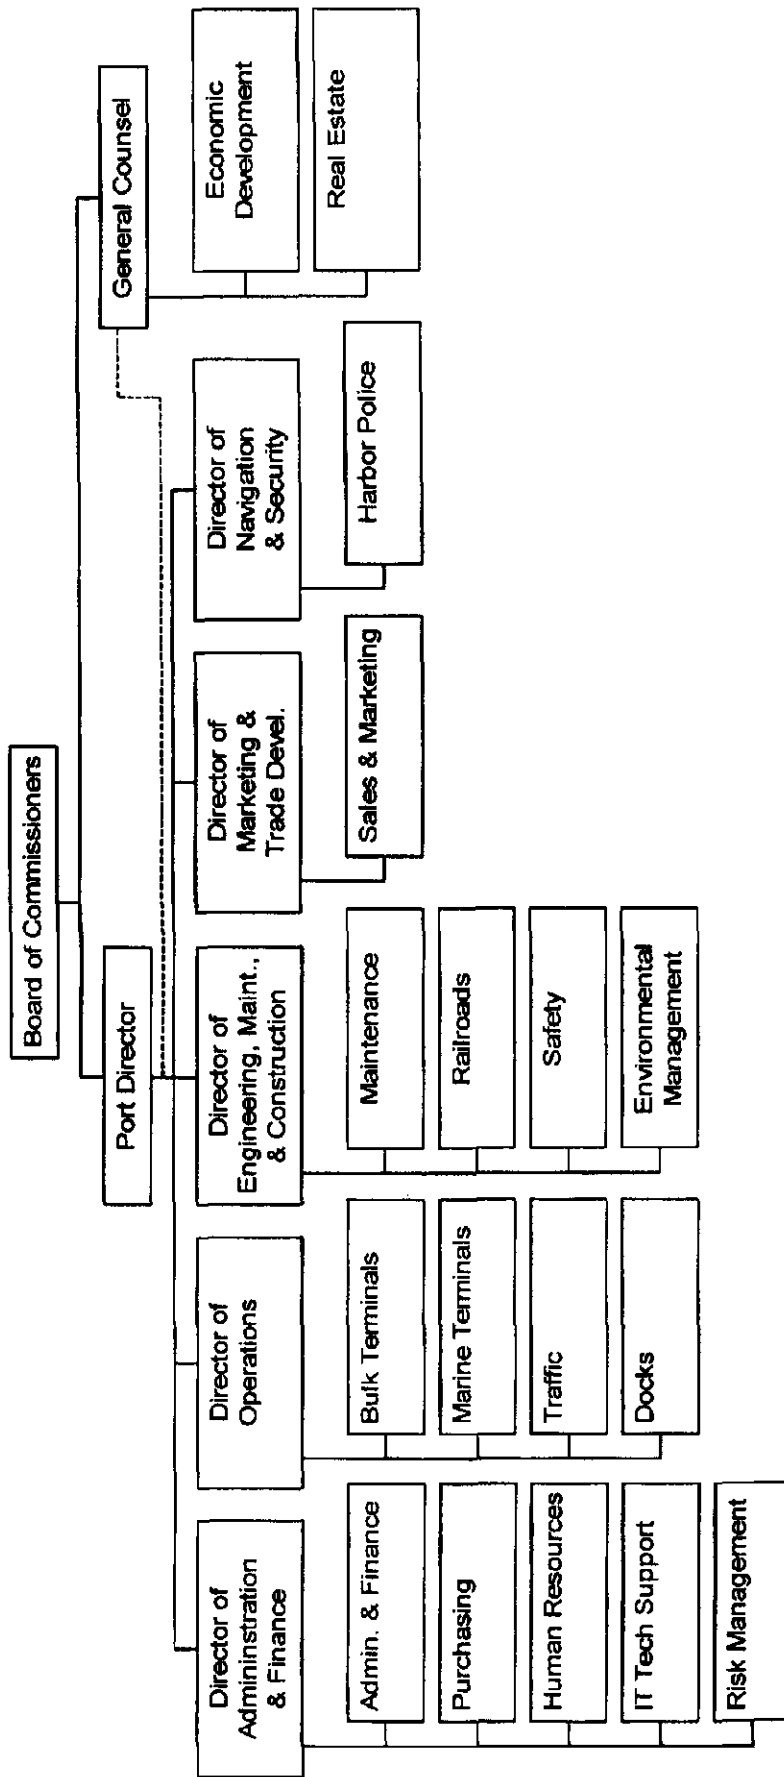 Board of Commissioners
Port Director
General Counsel
Director of
Admininistration
& Finance
Director of
Operations
Director of
Engineering, Maint.,
& Construction
Director of
Marketing &
Trade Devel.
Director of
Navigation
& Security
Economic
Development
Real Estate
Admin. & Finance
Purchasing
Human Resources
IT Tech Support
Risk Management
Bulk Terminals
Marine Terminals
Traffic
Docks
Maintenance
Railroads
Safety
Environmental
Management
Sales & Marketing
Harbor Police